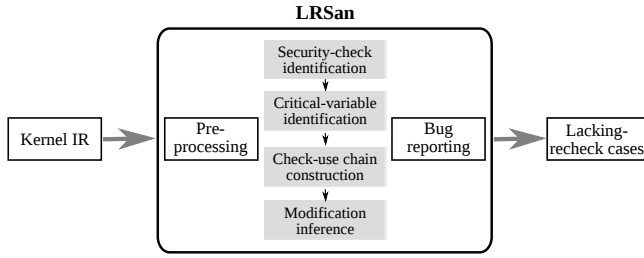 LRSan
Kernel IR
Pre-
processing
Security-check
identification
Critical-variable
identification
Check-use chain
construction
Modification
inference
Bug
reporting
Lacking-
recheck cases